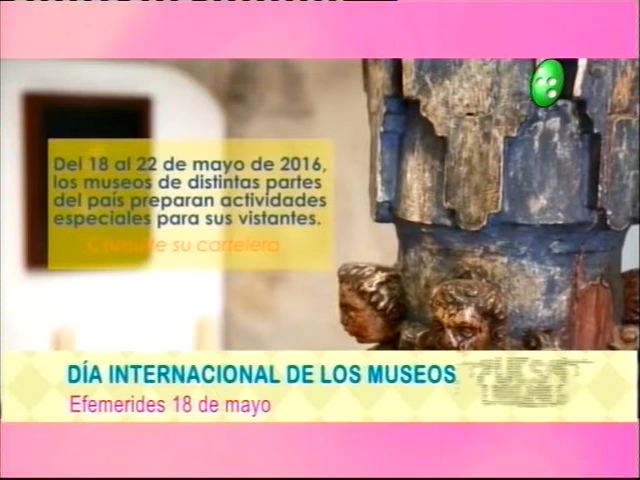 Del 18 al 22 de mayo de 2016,
los museos de distintas partes
del país preparan actividades
especiales para sus vistantes.
Consulte su cartelera
DÍA INTERNACIONAL DE LOS MUSEOS
Efemerides 18 de mayo